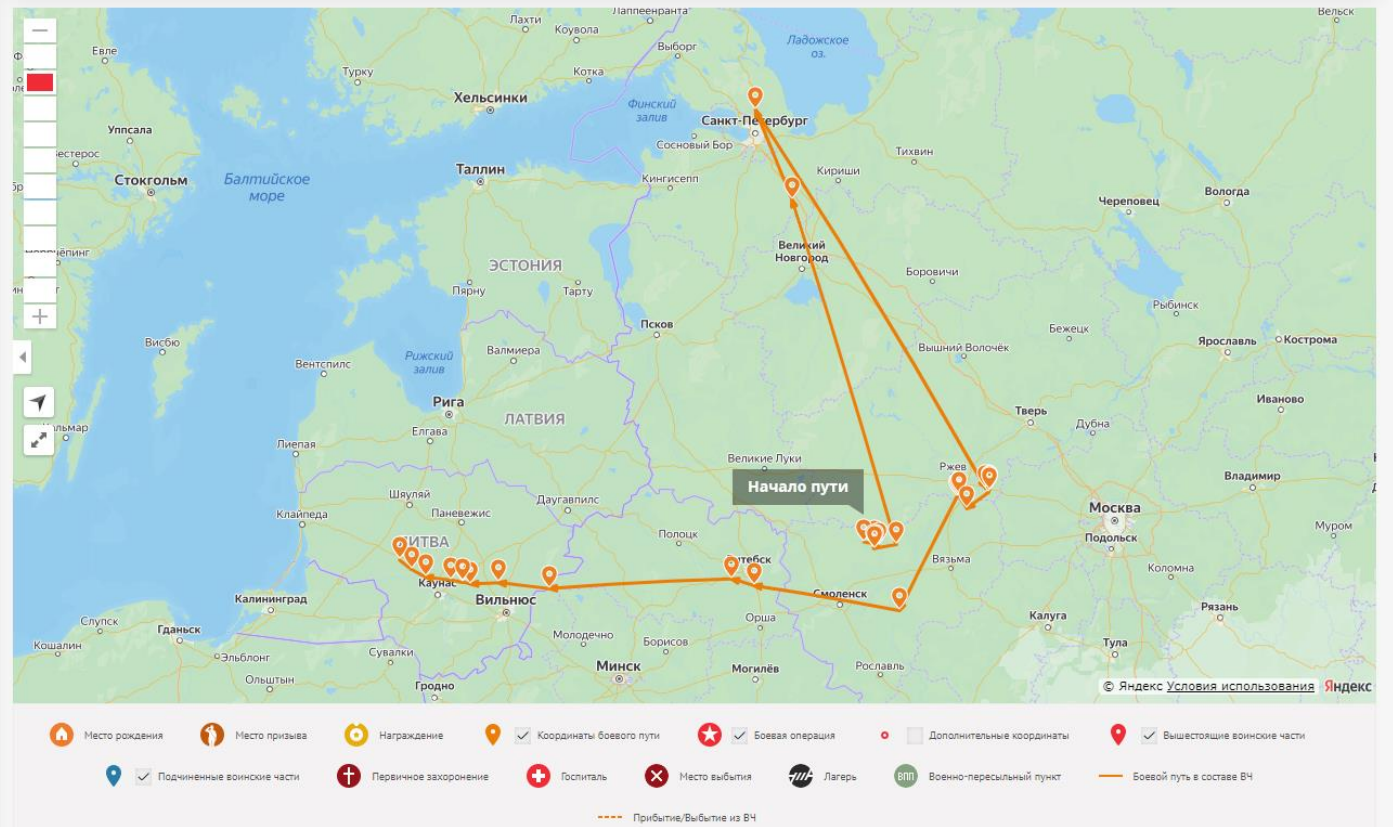 Лаппеенранта
Вельск
Лахти
Коувола
Ладожское
оз.
Евле
Выборг
Турку
Котка
Хельсинки
Финский
залив
Санкт-Петербург
Уппсала
Сосновый Бор
Тихвин
Вестерос
Таллин
Кириши
Стокгольм
Балтийское
море
Кингисепп
Вологда
Череповец
Великий
Новгород
ЭСТОНИЯ
Боровичи
Пярну
Тарту
Рыбинск
Псков
Бежецк
Висбю
Рижский
залив
Валмиера
Вышний Волочёк
Ярославль
Кострома
Вентспилс
Рига
Иваново
Тверь
ЛАТВИЯ
Дубна
Кальмар
Елгава
Лиепая
Великие Луки
Ржев
Владимир
Начало пути
Шяуляй
Даугавпилс
Москва
Клайпеда
Паневежис
Муром
Полоцк
Подольск
ЛИТВА
Витебск
Вязьма
Коломна
Каунас
Калининград
Вильнюс
Смоленск
Рязань
Слупск
Гданьск
Орша
Калуга
Кошалин
Молодечно
Борисов
Тула
Эльблонг
Сувалки
Минск
Могилёв
Рославль
Ольштын
Гродно
© Яндекс Условия использования Яндекс
Место рождения
Место призыва
Награждение
Координаты боевого пути
Боевая операция
Дополнительные координаты
Вышестоящие воинские части
Подчиненные воинские части
Первичное захоронение
Госпиталь
Место выбытия
Лагерь
ВПП
Военно-пересыльный пункт
Боевой путь в составе ВЧ
Прибытие/Выбытие из ВЧ